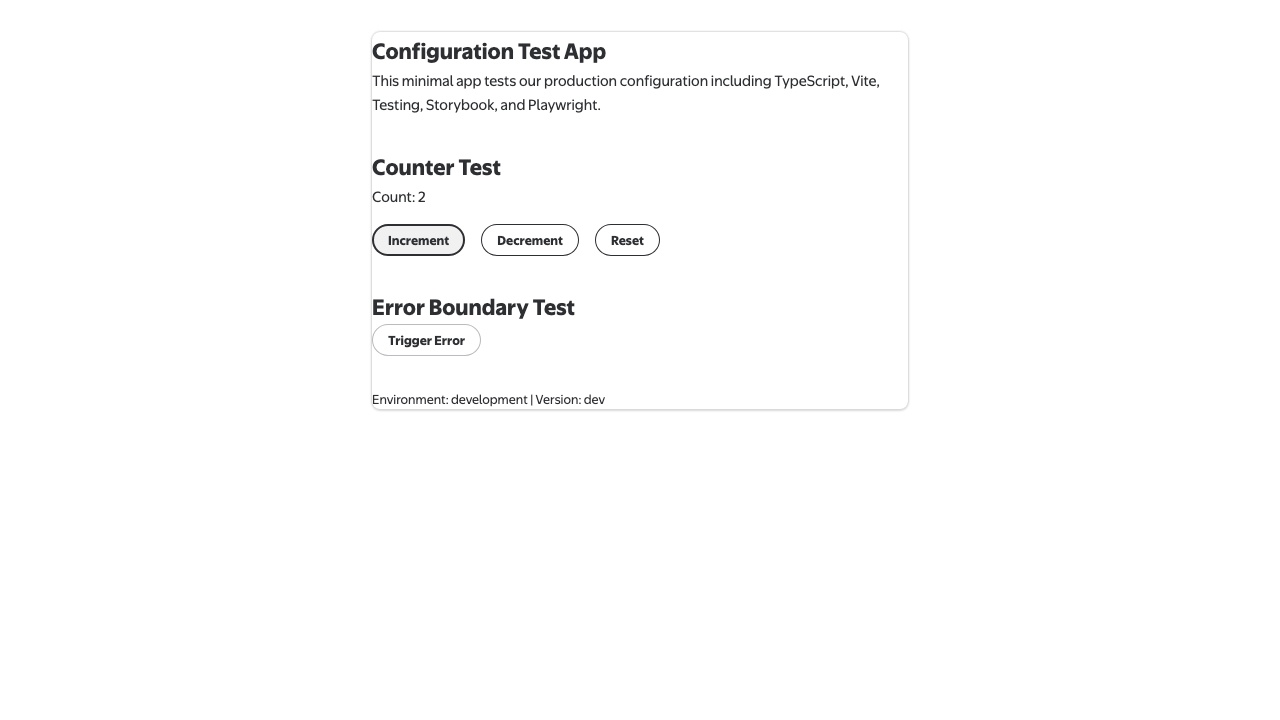 Configuration Test App
This minimal app tests our production configuration including TypeScript, Vite,
Testing, Storybook, and Playwright.
Counter Test
Count: 2
Increment Decrement Reset
Error Boundary Test
Trigger Error
Environment: development | Version: dev